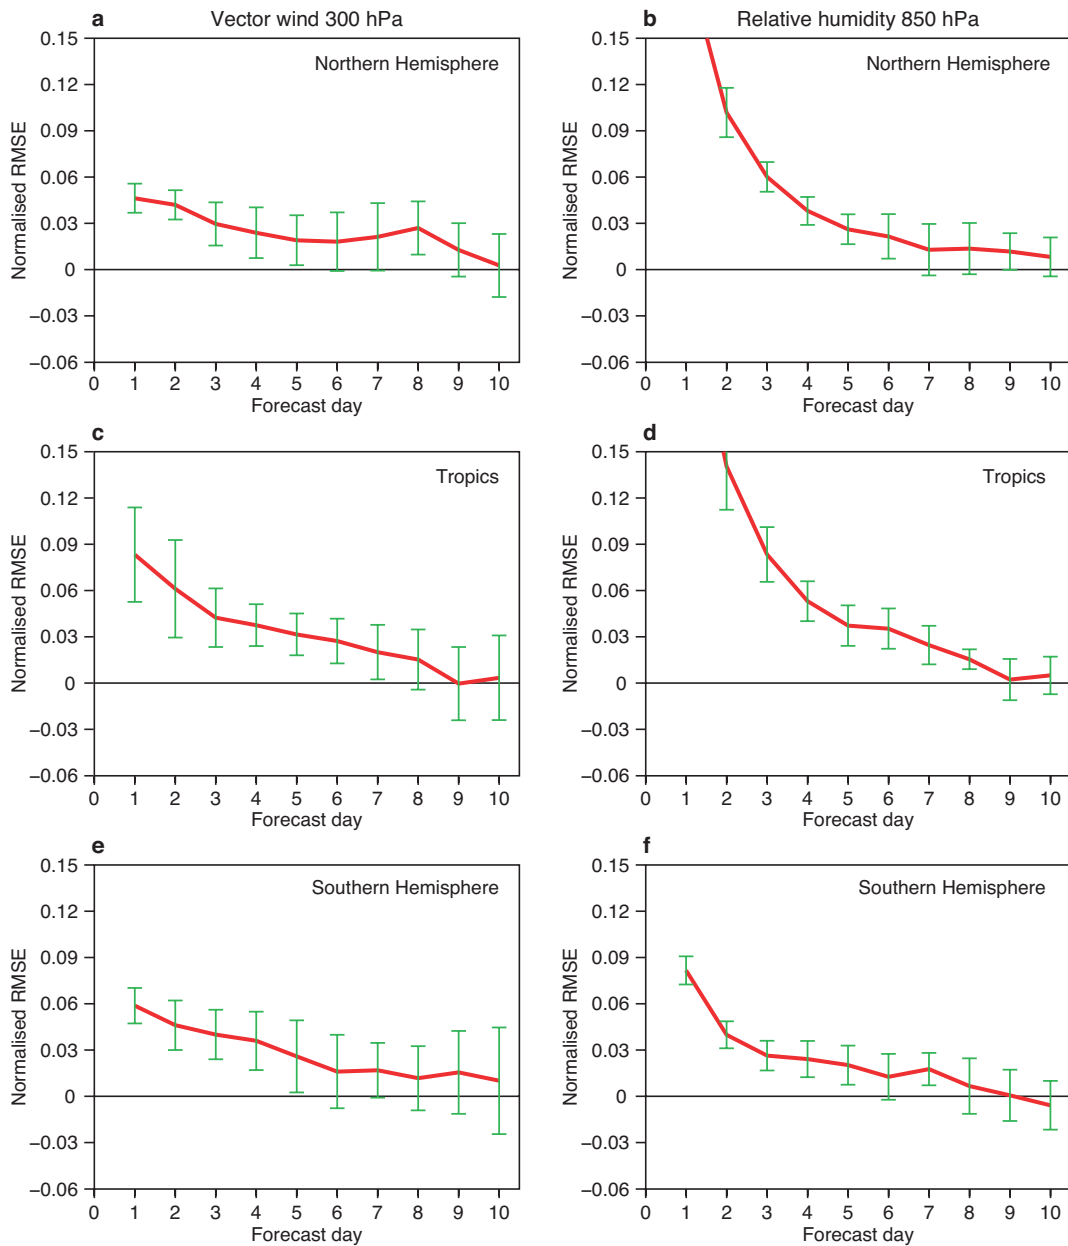 a Vector wind 300 hPa
0.15
0.12
0.09
0.06
0.03
0
−0.03
−0.06
Normalised RMSE
Northern Hemisphere
0 1 2 3 4 5 6 7 8 9 10
Forecast day
b Relative humidity 850 hPa
0.15
0.12
0.09
0.06
0.03
0
−0.03
−0.06
Normalised RMSE
Northern Hemisphere
0 1 2 3 4 5 6 7 8 9 10
Forecast day
c
0.15
0.12
0.09
0.06
0.03
0
−0.03
−0.06
Normalised RMSE
Tropics
0 1 2 3 4 5 6 7 8 9 10
Forecast day
d
0.15
0.12
0.09
0.06
0.03
0
−0.03
−0.06
Normalised RMSE
Tropics
0 1 2 3 4 5 6 7 8 9 10
Forecast day
e
0.15
0.12
0.09
0.06
0.03
0
−0.03
−0.06
Normalised RMSE
Southern Hemisphere
0 1 2 3 4 5 6 7 8 9 10
Forecast day
f
0.15
0.12
0.09
0.06
0.03
0
−0.03
−0.06
Normalised RMSE
Southern Hemisphere
0 1 2 3 4 5 6 7 8 9 10
Forecast day